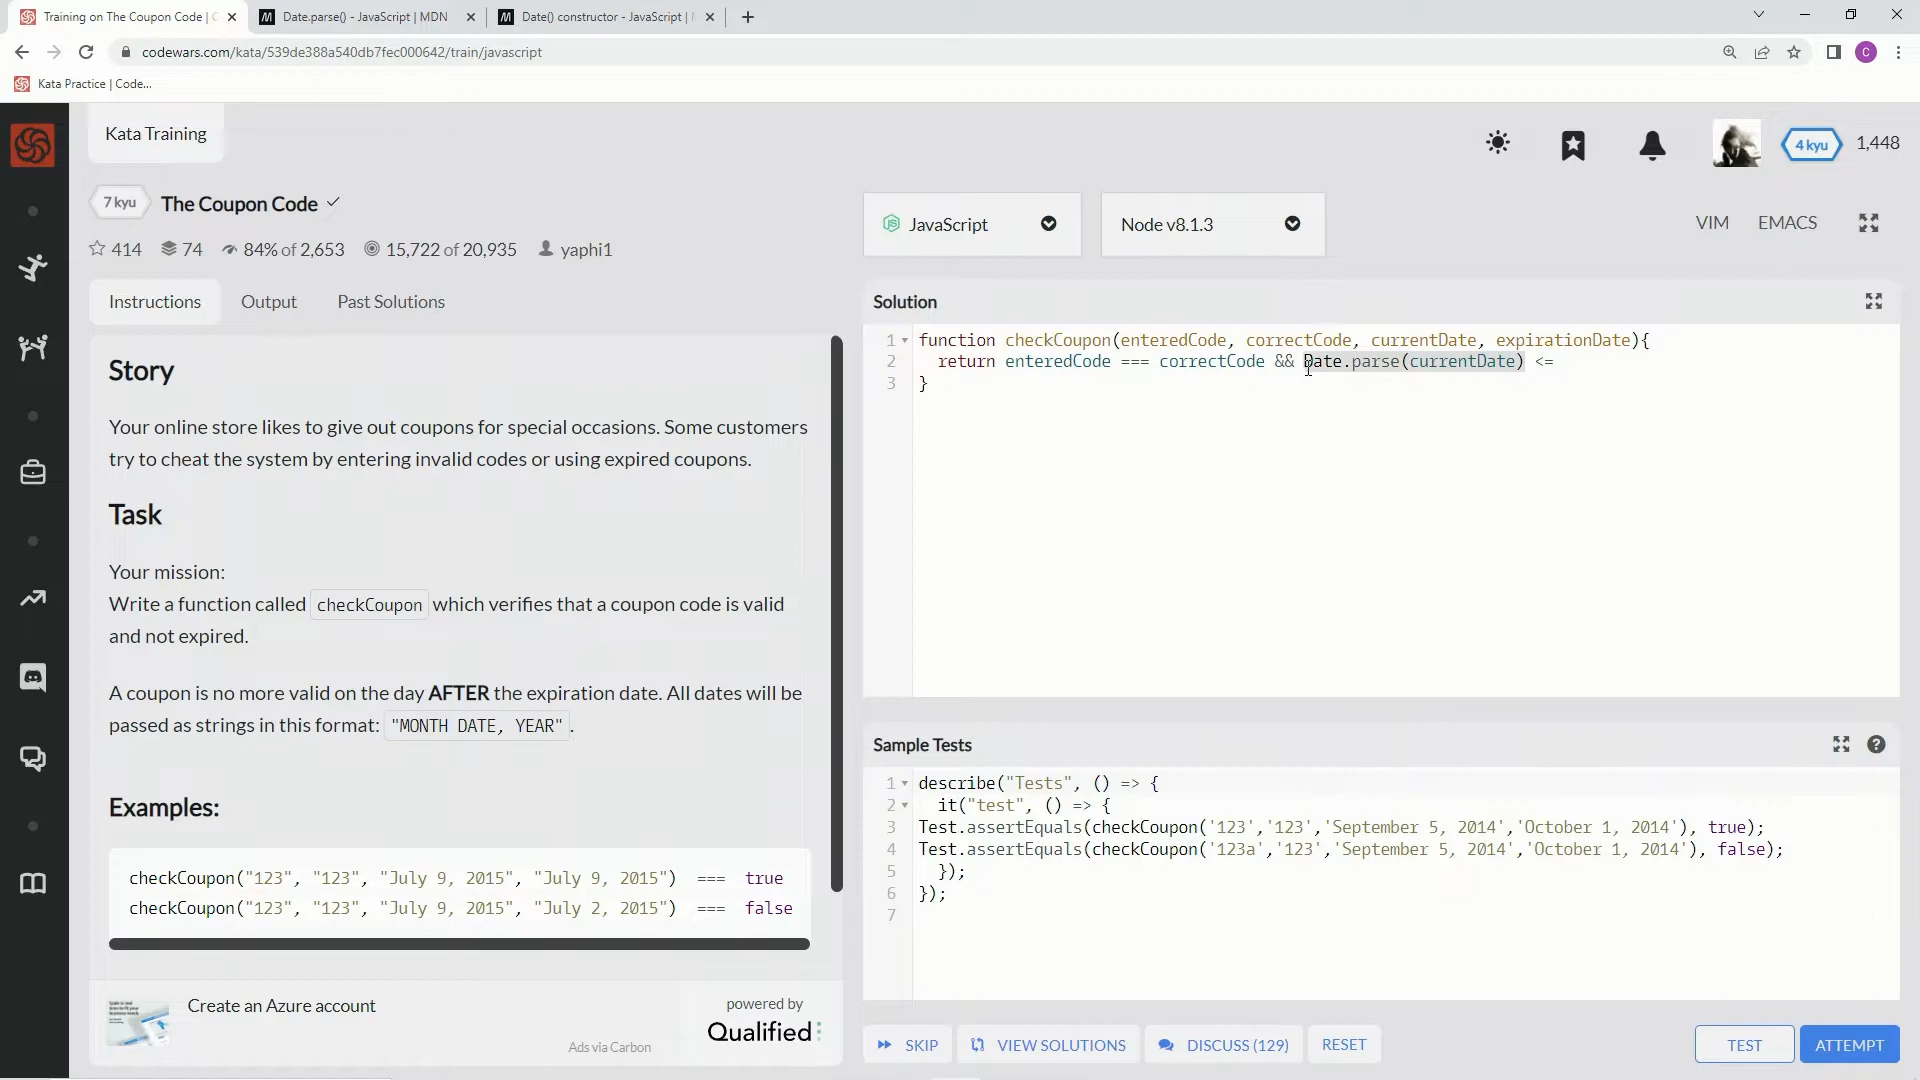 Training on The Coupon Code | C
Date.parse() - JavaScript | MDN
Date() constructor - JavaScript |
codewars.com/kata/539de388a540db7fec000642/train/javascript
C
Kata Practice | Code...
Kata Training
4 kyu
1,448
7 kyu
The Coupon Code
414
74
84% of 2,653
15,722 of 20,935
yaphi1
JavaScript
Node v8.1.3
VIM
EMACS
Instructions
Output
Past Solutions
Story
Your online store likes to give out coupons for special occasions. Some customers
try to cheat the system by entering invalid codes or using expired coupons.
Task
Your mission:
Write a function called checkCoupon which verifies that a coupon code is valid
and not expired.
A coupon is no more valid on the day AFTER the expiration date. All dates will be
passed as strings in this format: "MONTH DATE, YEAR".
Examples:
checkCoupon("123", "123", "July 9, 2015", "July 9, 2015") === true
checkCoupon("123", "123", "July 9, 2015", "July 2, 2015") === false
Create an Azure account
Ads via Carbon
powered by
Qualified
Solution
1 function checkCoupon(enteredCode, correctCode, currentDate, expirationDate){
2 return enteredCode === correctCode && Date.parse(currentDate) <=
3 }
Sample Tests
1 describe("Tests", () => {
2 it("test", () => {
3 Test.assertEquals(checkCoupon('123','123','September 5, 2014','October 1, 2014'), true);
4 Test.assertEquals(checkCoupon('123a','123','September 5, 2014','October 1, 2014'), false);
5 });
6 });
7
SKIP
VIEW SOLUTIONS
DISCUSS (129)
RESET
TEST
ATTEMPT